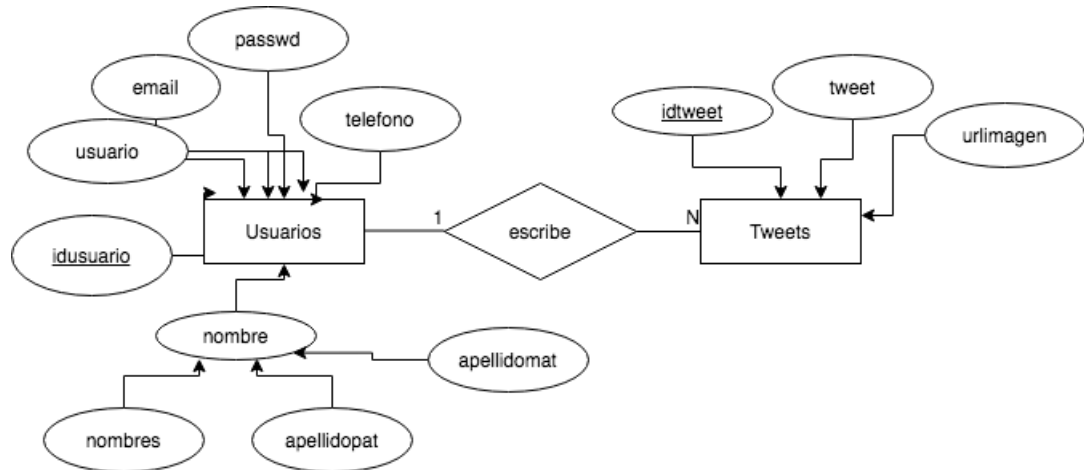 passwd
email
tweet
idtweet
telefono
urlimagen
usuario
1
N
Usuarios
escribe
Tweets
idusuario
nombre
apellidomat
nombres
apellidopat